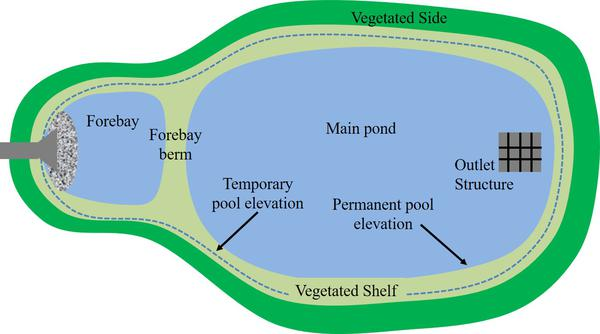 Vegetated Side
Forebay
Forebay
berm
Main pond
Outlet
Structure
Temporary
pool elevation
Permanent pool
elevation
Vegetated Shelf